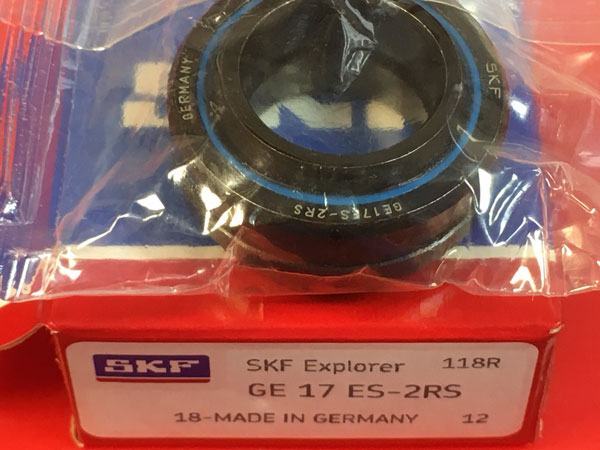 GERMANY
SKF
GE17ES-2RS
SKF
SKF Explorer 118R
GE 17 ES-2RS
18-MADE IN GERMANY 12